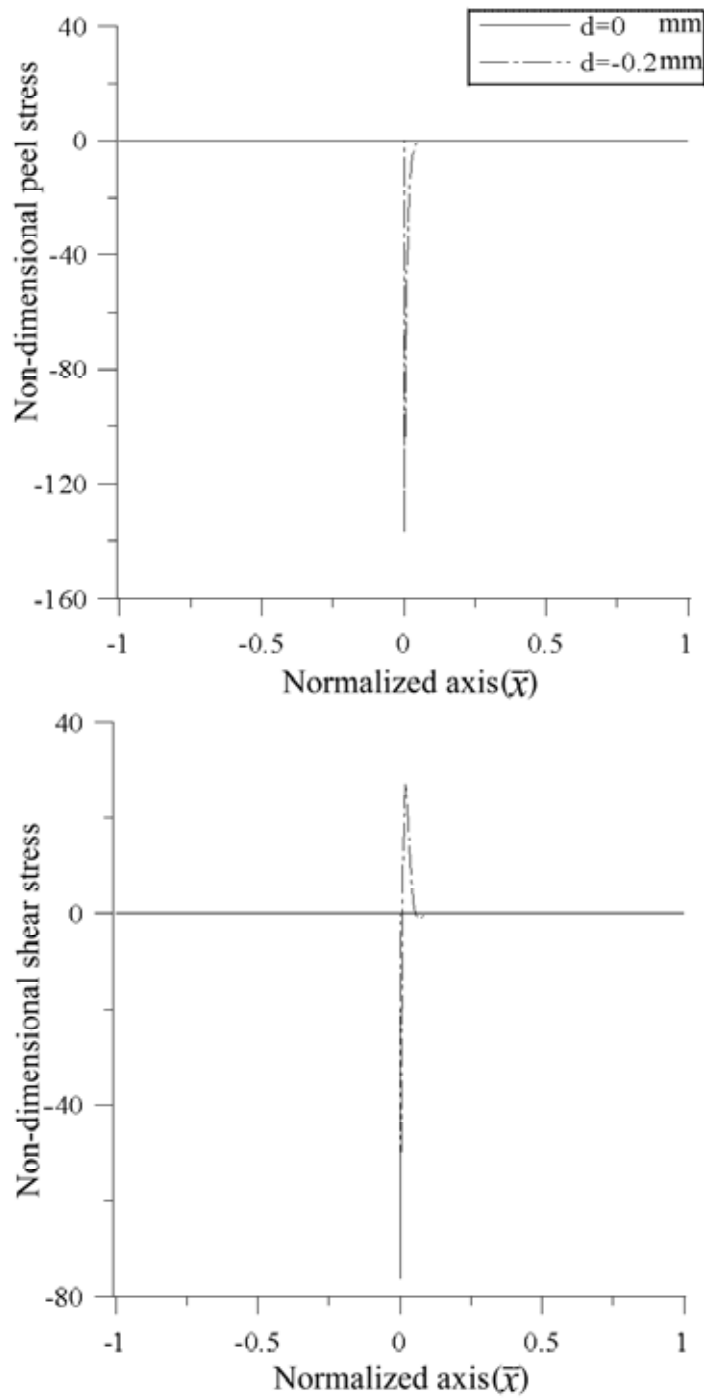 40
d=0 mm
d=-0.2mm
0
-40
-80
-120
-160
Non-dimensional peel stress
-1 -0.5 0 0.5 1
Normalized axis(x̅)
40
0
-40
-80
Non-dimensional shear stress
-1 -0.5 0 0.5 1
Normalized axis(x̅)